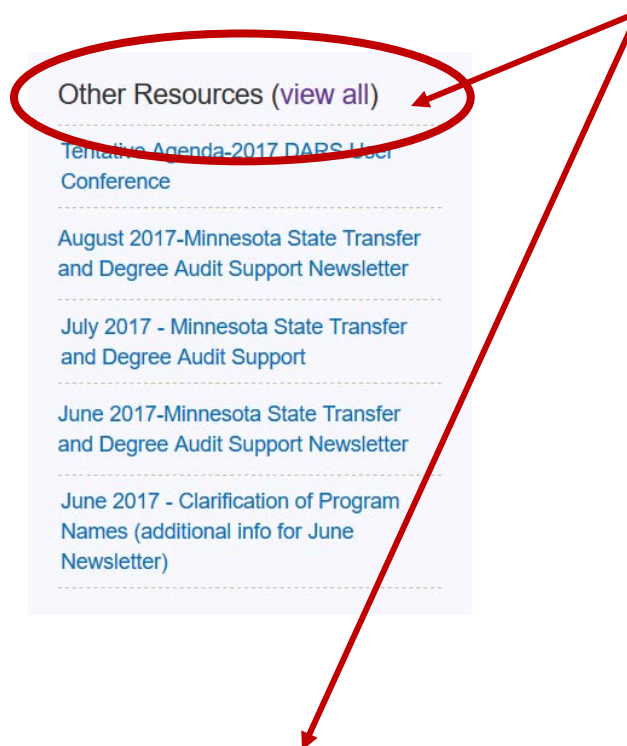 Other Resources (view all)
Tentative Agenda-2017 DARS User
Conference
August 2017-Minnesota State Transfer
and Degree Audit Support Newsletter
July 2017 - Minnesota State Transfer
and Degree Audit Support
June 2017-Minnesota State Transfer
and Degree Audit Support Newsletter
June 2017 - Clarification of Program
Names (additional info for June
Newsletter)